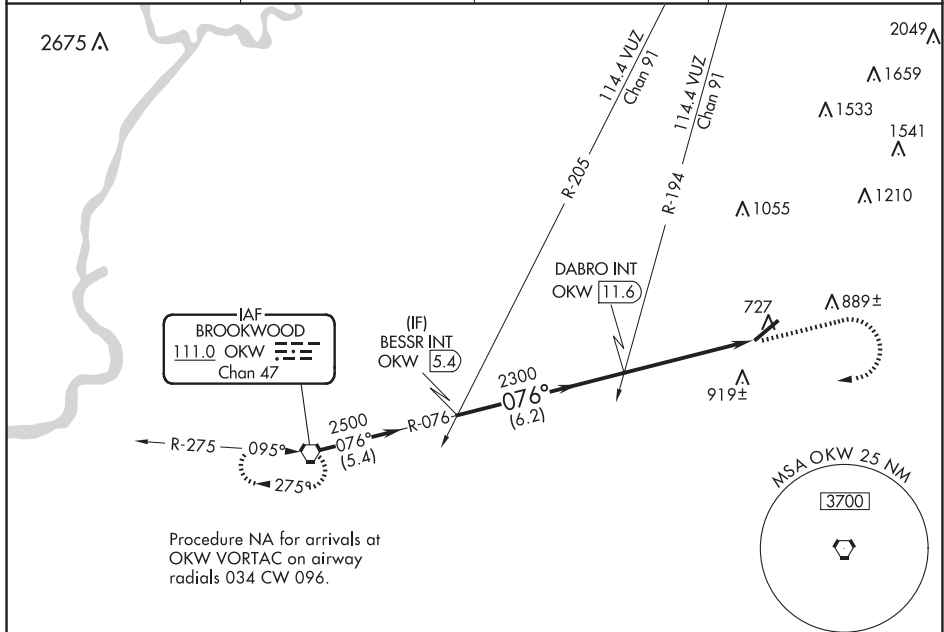 2675
2049
1659
1533
1541
1210
1055
114.4 VUZ
Chan 91
114.4 VUZ
Chan 91
R-205
R-194
DABRO INT
OKW 11.6
727
889±
919±
IAF
BROOKWOOD
111.0 OKW
Chan 47
(IF)
BESSR INT
OKW 5.4
2300
076°
(6.2)
2500
076°
(5.4)
R-076
R-275
095°
275°
MSA OKW 25 NM
3700
Procedure NA for arrivals at
OKW VORTAC on airway
radials 034 CW 096.